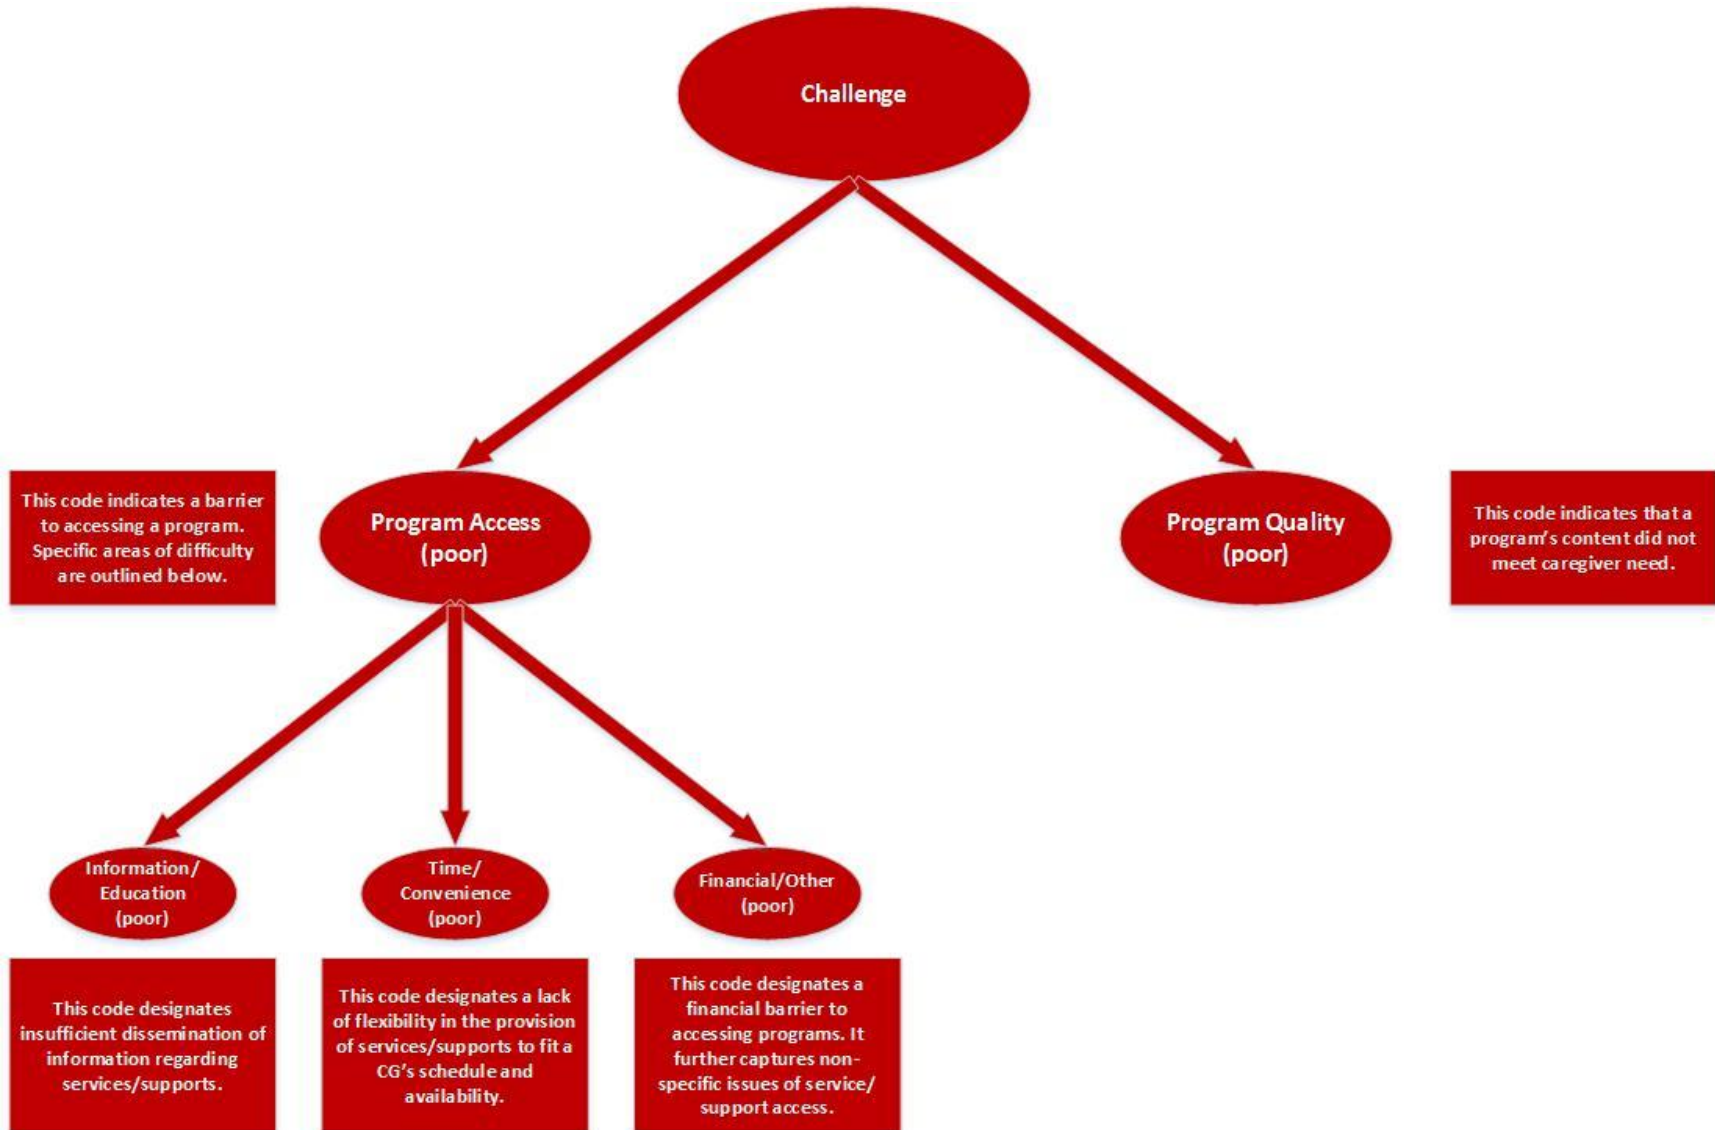 Challenge
This code indicates a barrier
to accessing a program.
Specific areas of difficulty
are outlined below.
Program Access
(poor)
Program Quality
(poor)
This code indicates that a
program's content did not
meet caregiver need.
Information/
Education
(poor)
Time/
Convenience
(poor)
Financial/Other
(poor)
This code designates
insufficient dissemination of
information regarding
services/supports.
This code designates a lack
of flexibility in the provision
of services/supports to fit a
CG's schedule and
availability.
This code designates a
financial barrier to
accessing programs. It
further captures non-
specific issues of service/
support access.